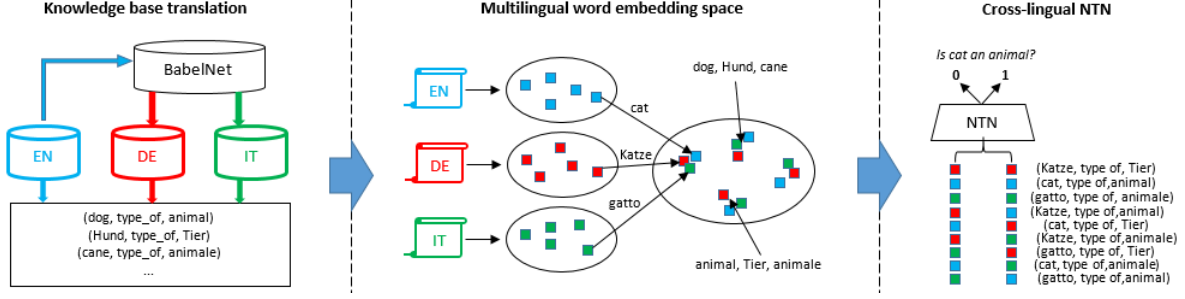 Knowledge base translation
BabelNet
EN
DE
IT
(dog, type_of, animal)
(Hund, type_of, Tier)
(cane, type_of, animale)
...
Multilingual word embedding space
EN
DE
IT
cat
Katze
gatto
dog, Hund, cane
animal, Tier, animale
Cross-lingual NTN
Is cat an animal?
0 1
NTN
(Katze, type of, Tier)
(cat, type of,animal)
(gatto, type of, animale)
(Katze, type of,animal)
(cat, type of, Tier)
(Katze, type of,animale)
(gatto, type of, Tier)
(cat, type of,animale)
(gatto, type of,animal)